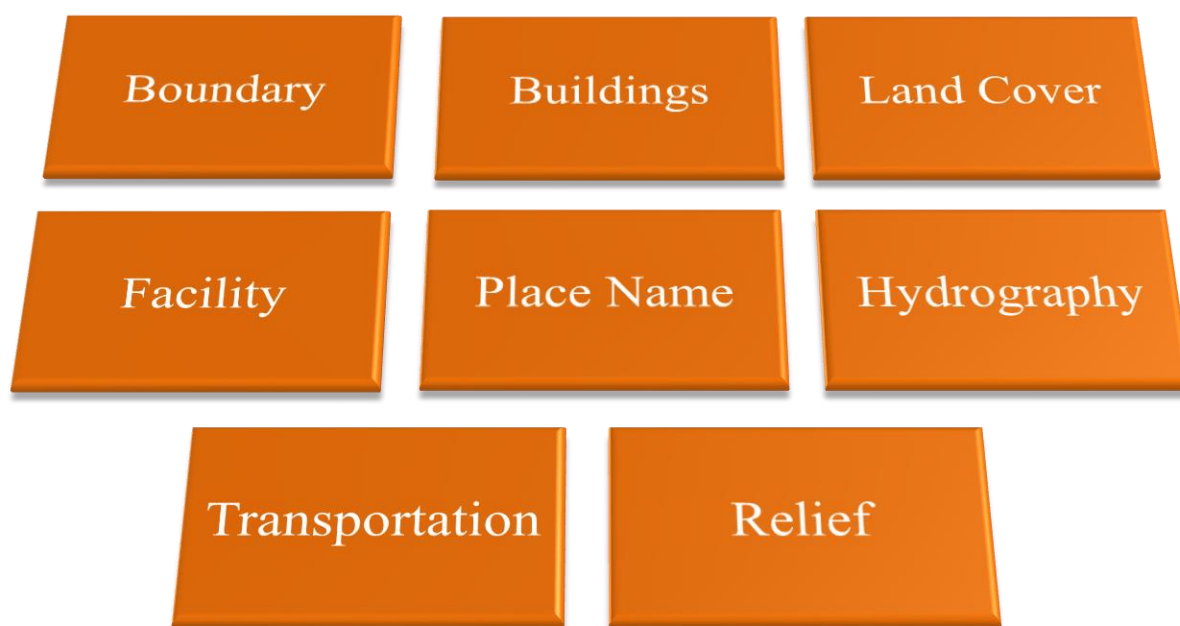 Boundary
Buildings
Land Cover
Facility
Place Name
Hydrography
Transportation
Relief